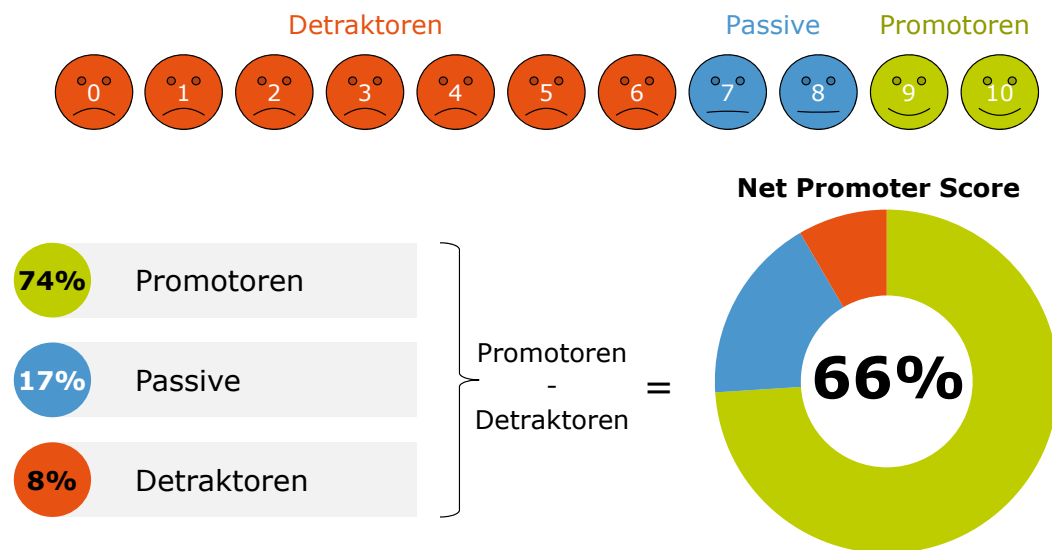 Detraktoren Passive Promotoren
0 1 2 3 4 5 6 7 8 9 10
Net Promoter Score
74% Promotoren
17% Passive
8% Detraktoren
Promotoren
-
Detraktoren
=
66%